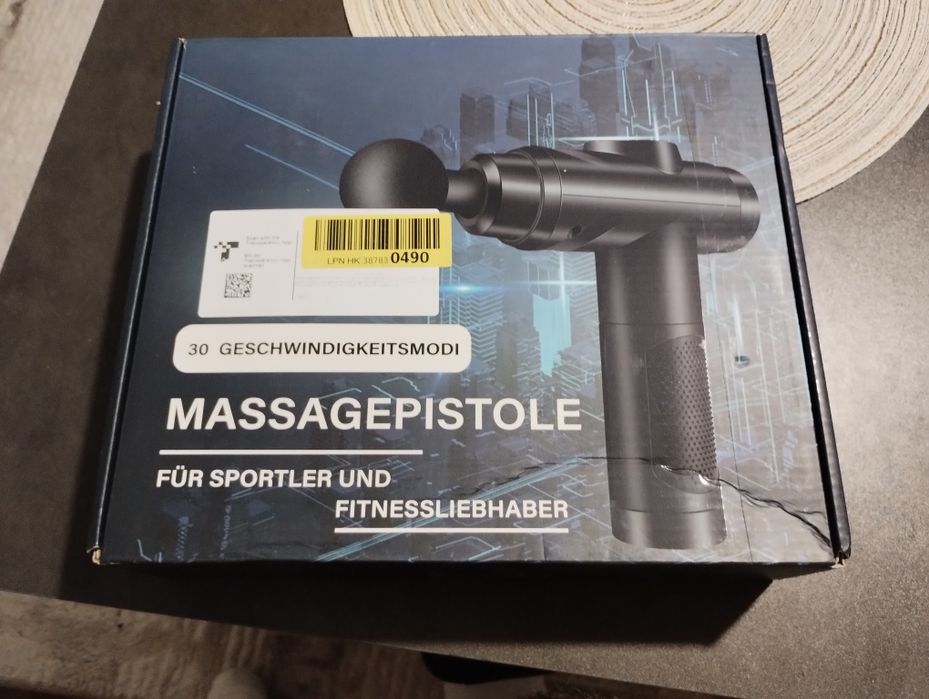 LPN HK 38783 0490
30 GESCHWINDIGKEITSMODI
MASSAGEPISTOLE
FÜR SPORTLER UND
FITNESSLIEBHABER